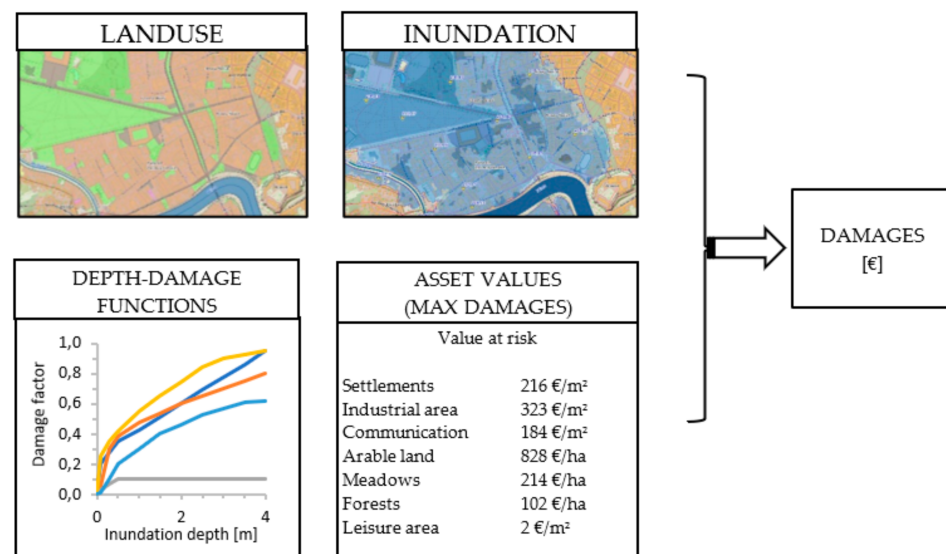 LANDUSE
INUNDATION
DEPTH-DAMAGE
FUNCTIONS
1,0
0,8
0,6
0,4
0,2
0,0
Damage factor
0 2 4
Inundation depth [m]
ASSET VALUES
(MAX DAMAGES)
Value at risk
Settlements 216 €/m²
Industrial area 323 €/m²
Communication 184 €/m²
Arable land 828 €/ha
Meadows 214 €/ha
Forests 102 €/ha
Leisure area 2 €/m²
DAMAGES
[€]